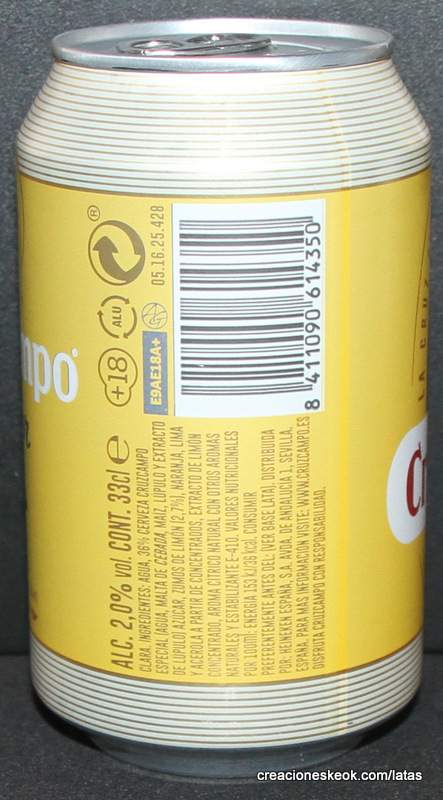 mpo
®
05.16.25.428
ALU
+18
E9AE18A+
8 411090 614350
ALC. 2,0% vol CONT. 33cl e
CLARA. INGREDIENTES: AGUA, 36% CERVEZA CRUZCAMPO
ESPECIAL (AGUA, MALTA DE CEBADA, MAÍZ, LÚPULO Y EXTRACTO
DE LÚPULO) AZÚCAR, ZUMOS DE LIMÓN (2,7%), NARANJA, LIMA
Y ACEROLA A PARTIR DE CONCENTRADOS, EXTRACTO DE LIMÓN
CONCENTRADO, AROMA CÍTRICO NATURAL CON OTROS AROMAS
NATURALES Y ESTABILIZANTE E-410. VALORES NUTRICIONALES
POR 100ml: ENERGÍA 153 kJ/36 kcal. CONSUMIR
PREFERENTEMENTE ANTES DEL: (VER BASE LATA). DISTRIBUIDA
POR: HEINEKEN ESPAÑA, S.A. AVDA. DE ANDALUCÍA 1, SEVILLA.
ESPAÑA. PARA MÁS INFORMACIÓN VISITE: WWW.CRUZCAMPO.ES
DISFRUTA CRUZCAMPO CON RESPONSABILIDAD.
LA CRUZ
Cr
creacioneskeok.com/latas